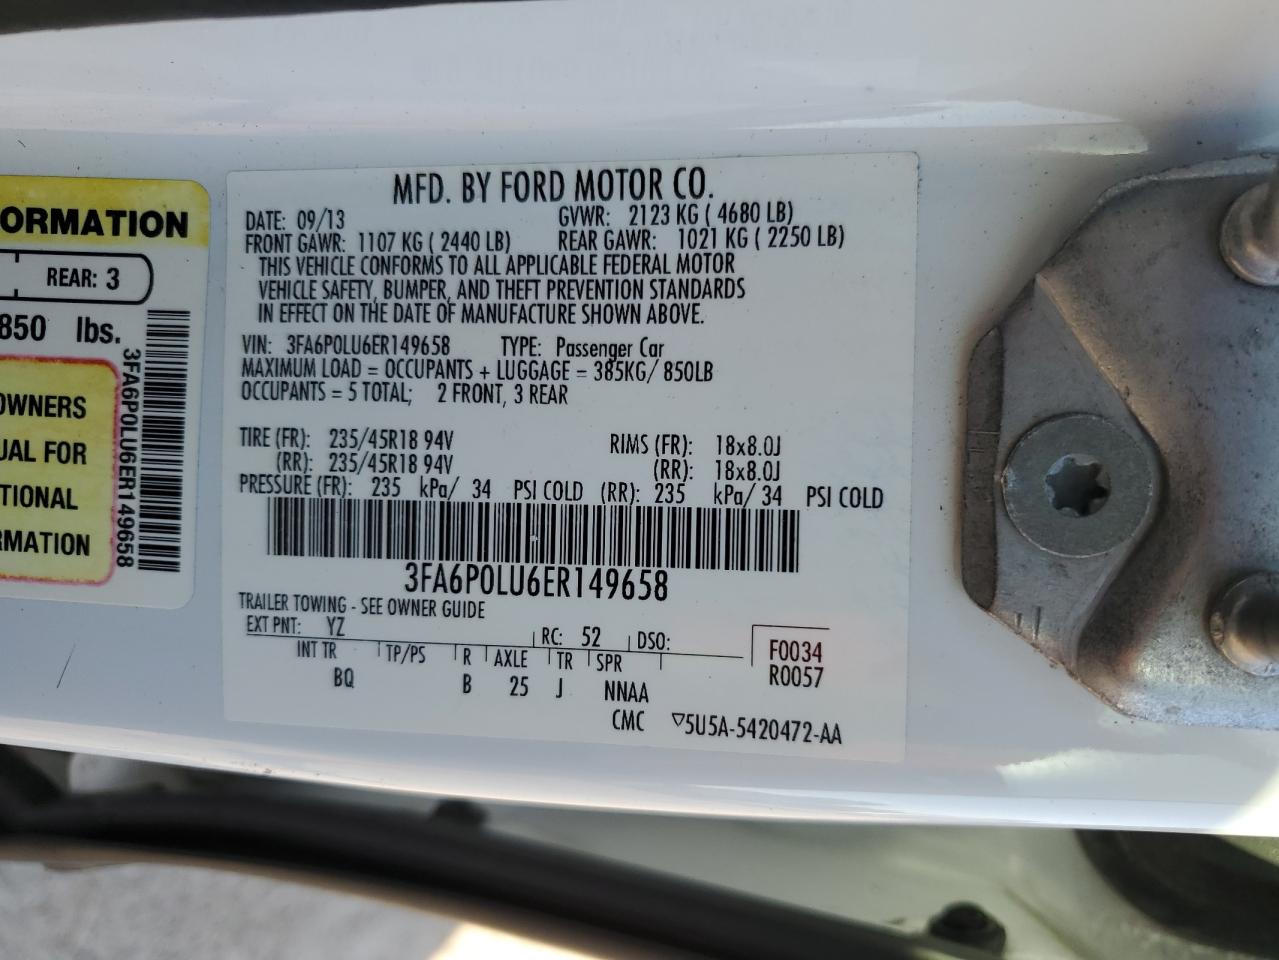 ORMATION
REAR: 3
850 lbs.
OWNERS
UAL FOR
TIONAL
RMATION
3FA6P0LU6ER149658
MFD. BY FORD MOTOR CO.
DATE: 09/13 GVWR: 2123 KG ( 4680 LB)
FRONT GAWR: 1107 KG ( 2440 LB) REAR GAWR: 1021 KG ( 2250 LB)
THIS VEHICLE CONFORMS TO ALL APPLICABLE FEDERAL MOTOR
VEHICLE SAFETY, BUMPER, AND THEFT PREVENTION STANDARDS
IN EFFECT ON THE DATE OF MANUFACTURE SHOWN ABOVE.
VIN: 3FA6P0LU6ER149658 TYPE: Passenger Car
MAXIMUM LOAD = OCCUPANTS + LUGGAGE = 385KG/ 850LB
OCCUPANTS = 5 TOTAL; 2 FRONT, 3 REAR
TIRE (FR): 235/45R18 94V RIMS (FR): 18x8.0J
(RR): 235/45R18 94V (RR): 18x8.0J
PRESSURE (FR): 235 kPa/ 34 PSI COLD (RR): 235 kPa/ 34 PSI COLD
3FA6P0LU6ER149658
TRAILER TOWING - SEE OWNER GUIDE
EXT PNT: YZ RC: 52 DSO:
INT TR TP/PS R AXLE TR SPR
BQ B 25 J NNAA
F0034
R0057
CMC ▽5U5A-5420472-AA